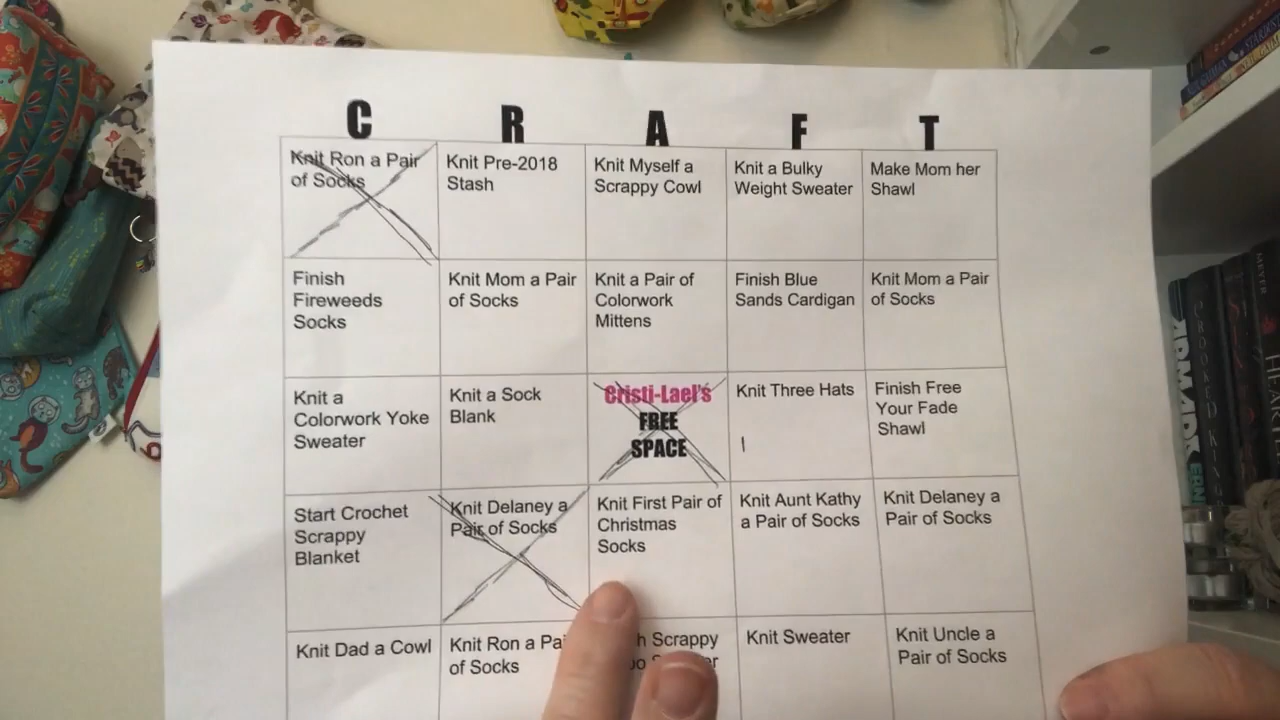 C R A F T
Knit Ron a Pair
of Socks
Knit Pre-2018
Stash
Knit Myself a
Scrappy Cowl
Knit a Bulky
Weight Sweater
Make Mom her
Shawl
Finish
Fireweeds
Socks
Knit Mom a Pair
of Socks
Knit a Pair of
Colorwork
Mittens
Finish Blue
Sands Cardigan
Knit Mom a Pair
of Socks
Knit a
Colorwork Yoke
Sweater
Knit a Sock
Blank
Cristi-Lael's
FREE
SPACE
Knit Three Hats
|
Finish Free
Your Fade
Shawl
Start Crochet
Scrappy
Blanket
Knit Delaney a
Pair of Socks
Knit First Pair of
Christmas
Socks
Knit Aunt Kathy
a Pair of Socks
Knit Delaney a
Pair of Socks
Knit Dad a Cowl
Knit Ron a
of Socks
Scrappy
Knit Sweater
Knit Uncle a
Pair of Socks
MEYER